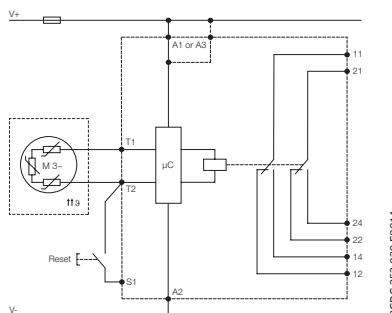 V+
A1 or A3
11
21
T1
M 3~
µC
T2
↑↑ϑ
24
22
Reset
14
S1
12
A2
V-